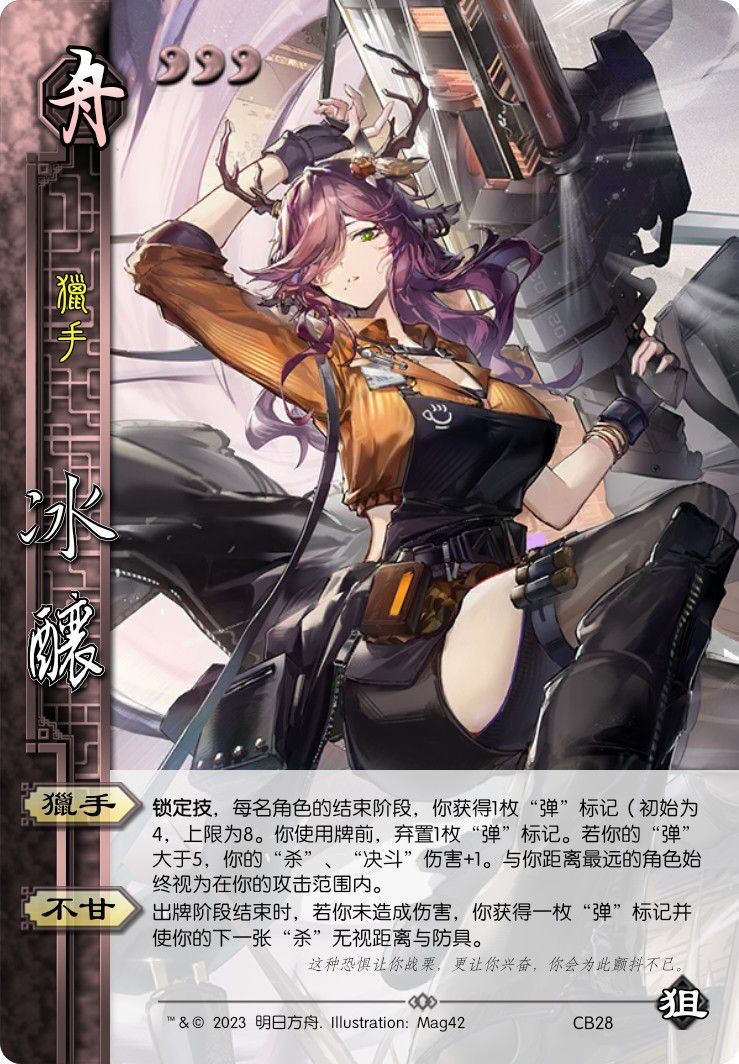 舟
獵手
冰釀
獵手
锁定技，每名角色的结束阶段，你获得1枚“弹”标记（初始为
4，上限为8。你使用牌前，弃置1枚“弹”标记。若你的“弹”
大于5，你的“杀”、“决斗”伤害+1。与你距离最远的角色始
终视为在你的攻击范围内。
不甘
出牌阶段结束时，若你未造成伤害，你获得一枚“弹”标记并
使你的下一张“杀”无视距离与防具。
这种恐惧让你战栗，更让你兴奋，你会为此颤抖不已。
™ & © 2023 明日方舟. Illustration: Mag42
CB28
狙